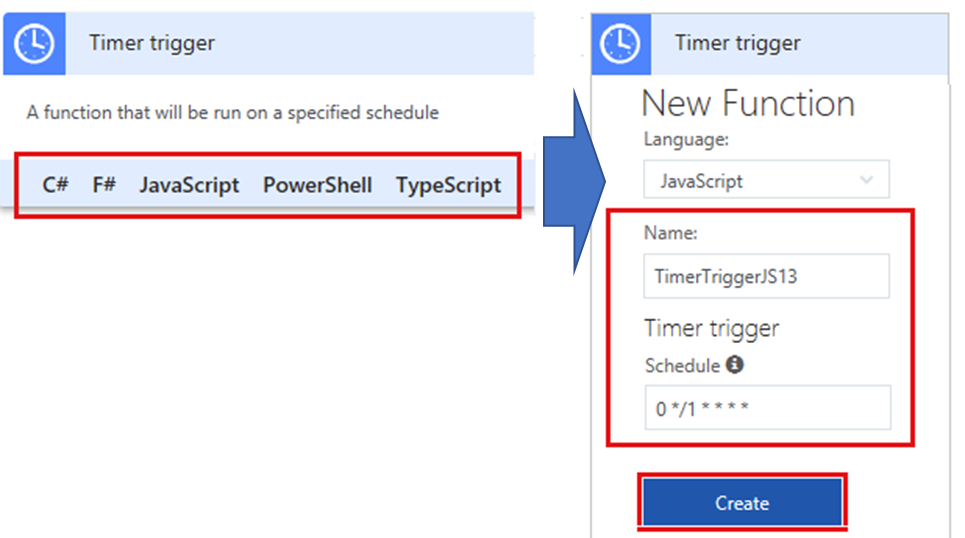 Timer trigger
A function that will be run on a specified schedule
C# F# JavaScript PowerShell TypeScript
Timer trigger
New Function
Language:
JavaScript
Name:
TimerTriggerJS13
Timer trigger
Schedule
0 */1 * * * *
Create